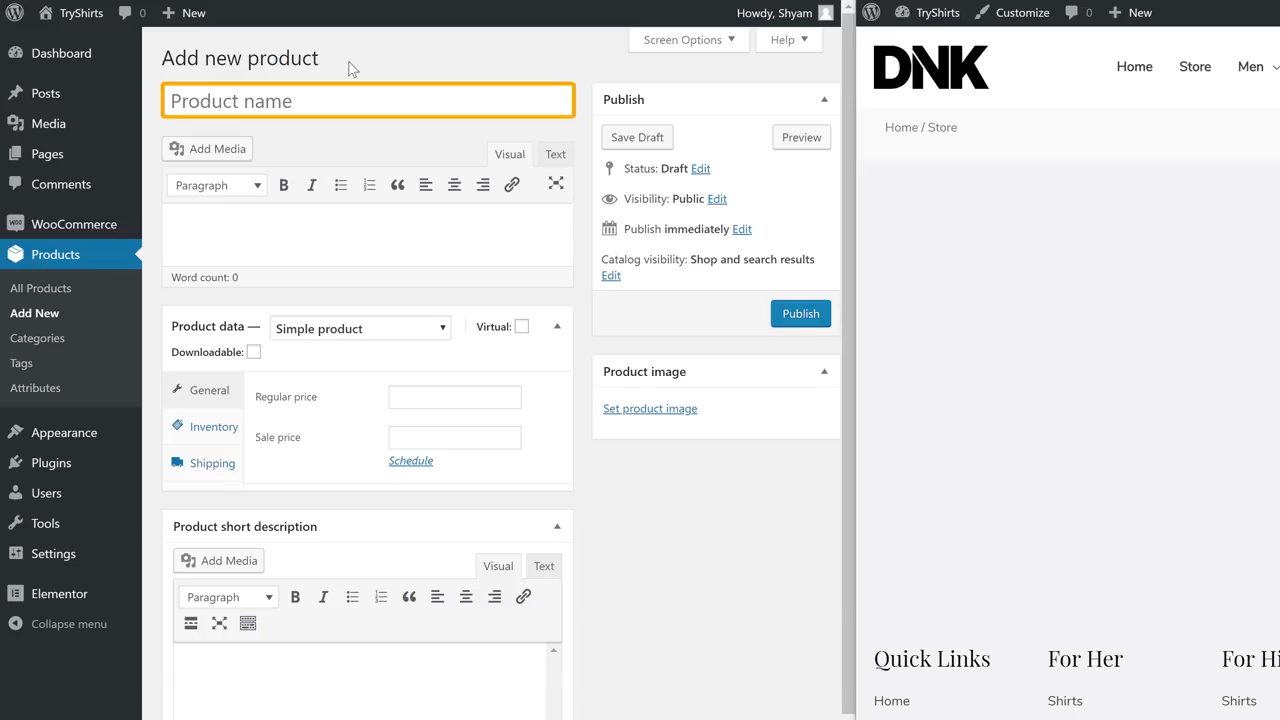 TryShirts 0 New Howdy, Shyam
Dashboard
Posts
Media
Pages
Comments
WooCommerce
Products
All Products
Add New
Categories
Tags
Attributes
Appearance
Plugins
Users
Tools
Settings
Elementor
Collapse menu
Screen Options Help
Add new product
Product name
Add Media
Visual Text
Paragraph
Word count: 0
Product data — Simple product Virtual:
Downloadable:
General
Inventory
Shipping
Regular price
Sale price
Schedule
Product short description
Add Media
Visual Text
Paragraph
Publish
Save Draft Preview
Status: Draft Edit
Visibility: Public Edit
Publish immediately Edit
Catalog visibility: Shop and search results
Edit
Publish
Product image
Set product image
TryShirts Customize 0 New
DNK
Home Store Men
Home / Store
Quick Links For Her For Hi
Home Shirts Shirts